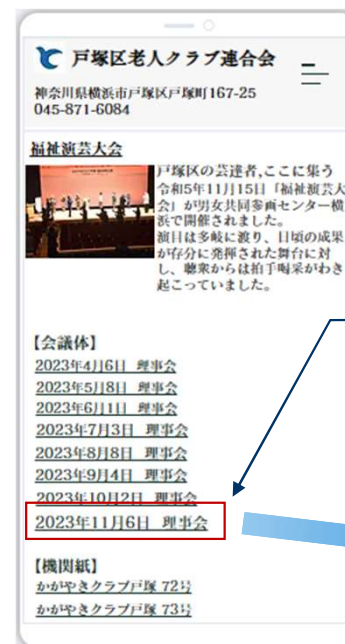 戸塚区老人クラブ連合会
神奈川県横浜市戸塚区戸塚町167-25
045-871-6084
福祉演芸大会
戸塚区の芸達者,ここに集う
令和5年11月15日「福祉演芸大
会」が男女共同参画センター横
浜で開催されました。
演目は多岐に渡り、日頃の成果
が存分に発揮された舞台に対
し、聴衆からは拍手喝采がわき
起こっていました。
【会議体】
2023年4月6日 理事会
2023年5月8日 理事会
2023年6月1日 理事会
2023年7月3日 理事会
2023年8月8日 理事会
2023年9月4日 理事会
2023年10月2日 理事会
2023年11月6日 理事会
【機関紙】
かがやきクラブ戸塚 72号
かがやきクラブ戸塚 73号